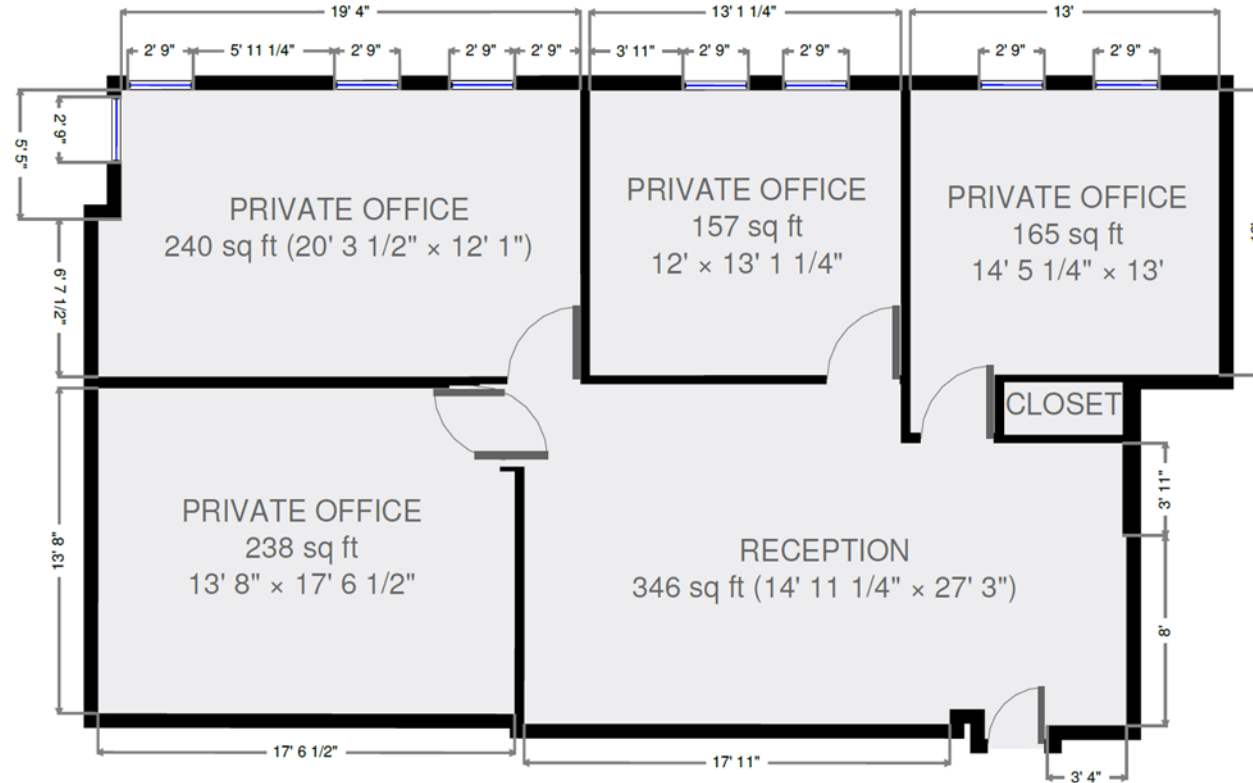 19' 4"
13' 1 1/4"
13'
2' 9"
5' 11 1/4"
2' 9"
2' 9"
2' 9"
3' 11"
2' 9"
2' 9"
2' 9"
2' 9"
5' 5"
2' 9"
PRIVATE OFFICE
240 sq ft (20' 3 1/2" × 12' 1")
PRIVATE OFFICE
157 sq ft
12' × 13' 1 1/4"
PRIVATE OFFICE
165 sq ft
14' 5 1/4" × 13'
6' 7 1/2"
CLOSET
13' 8"
PRIVATE OFFICE
238 sq ft
13' 8" × 17' 6 1/2"
RECEPTION
346 sq ft (14' 11 1/4" × 27' 3")
3' 11"
8'
17' 6 1/2"
17' 11"
3' 4"